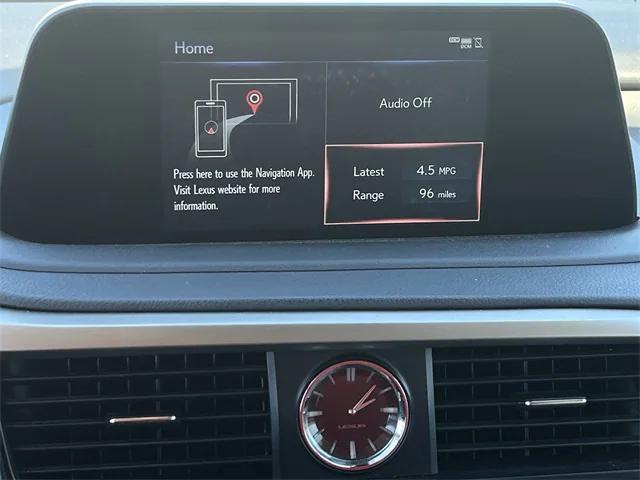 Home
DCM
Audio Off
Press here to use the Navigation App.
Visit Lexus website for more
information.
Latest 4.5 MPG
Range 96 miles
LEXUS